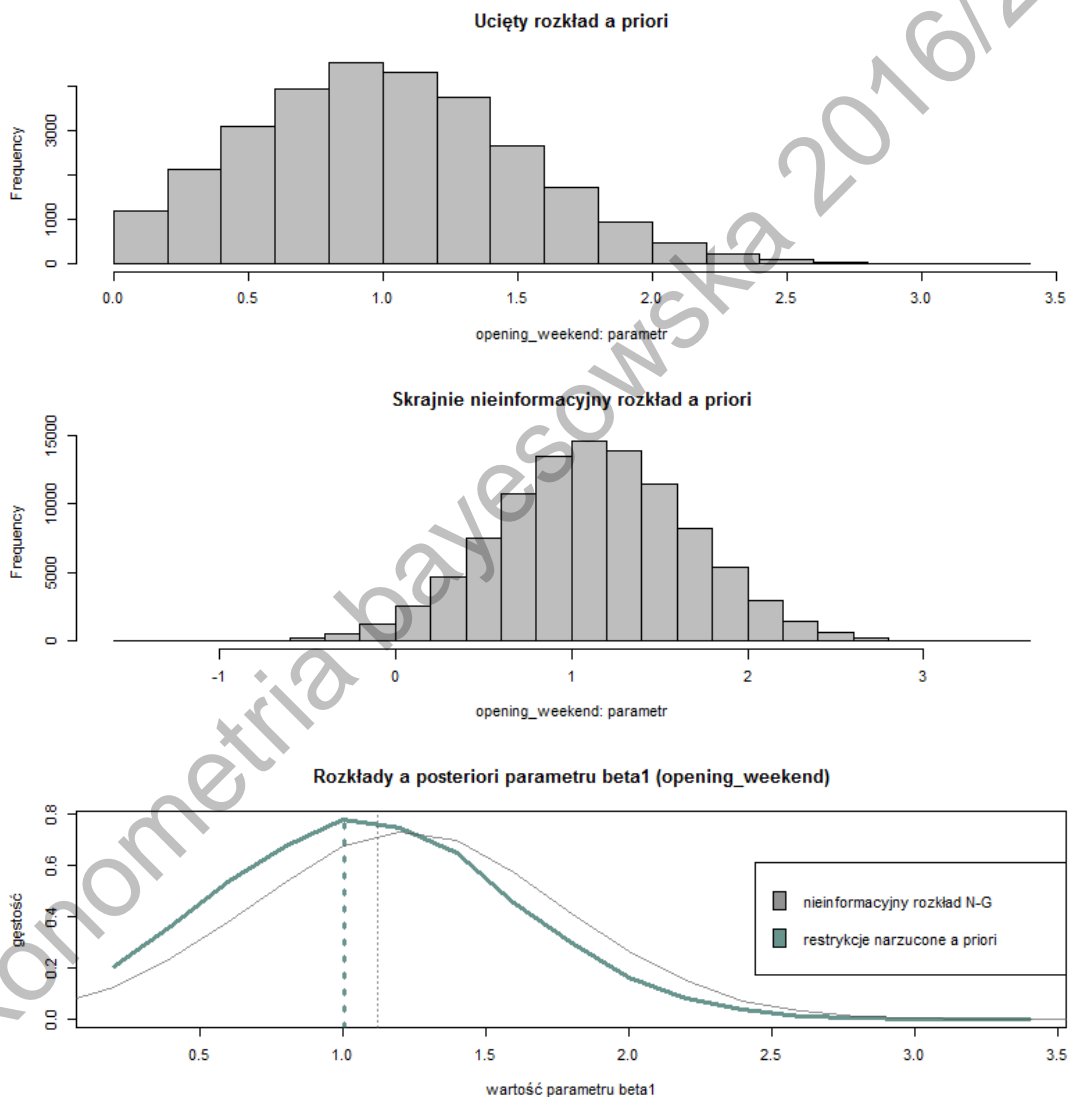 Ucięty rozkład a priori
Frequency
0 1000 3000
0.0 0.5 1.0 1.5 2.0 2.5 3.0 3.5
opening_weekend: parametr
Skrajnie nieinformacyjny rozkład a priori
Frequency
0 5000 10000 15000
-1 0 1 2 3
opening_weekend: parametr
Rozkłady a posteriori parametru beta1 (opening_weekend)
gęstość
0.0 0.2 0.4 0.6 0.8
nieinformacyjny rozkład N-G
restrykcje narzucone a priori
0.5 1.0 1.5 2.0 2.5 3.0 3.5
wartość parametru beta1
konometria bayesowska 2016/2